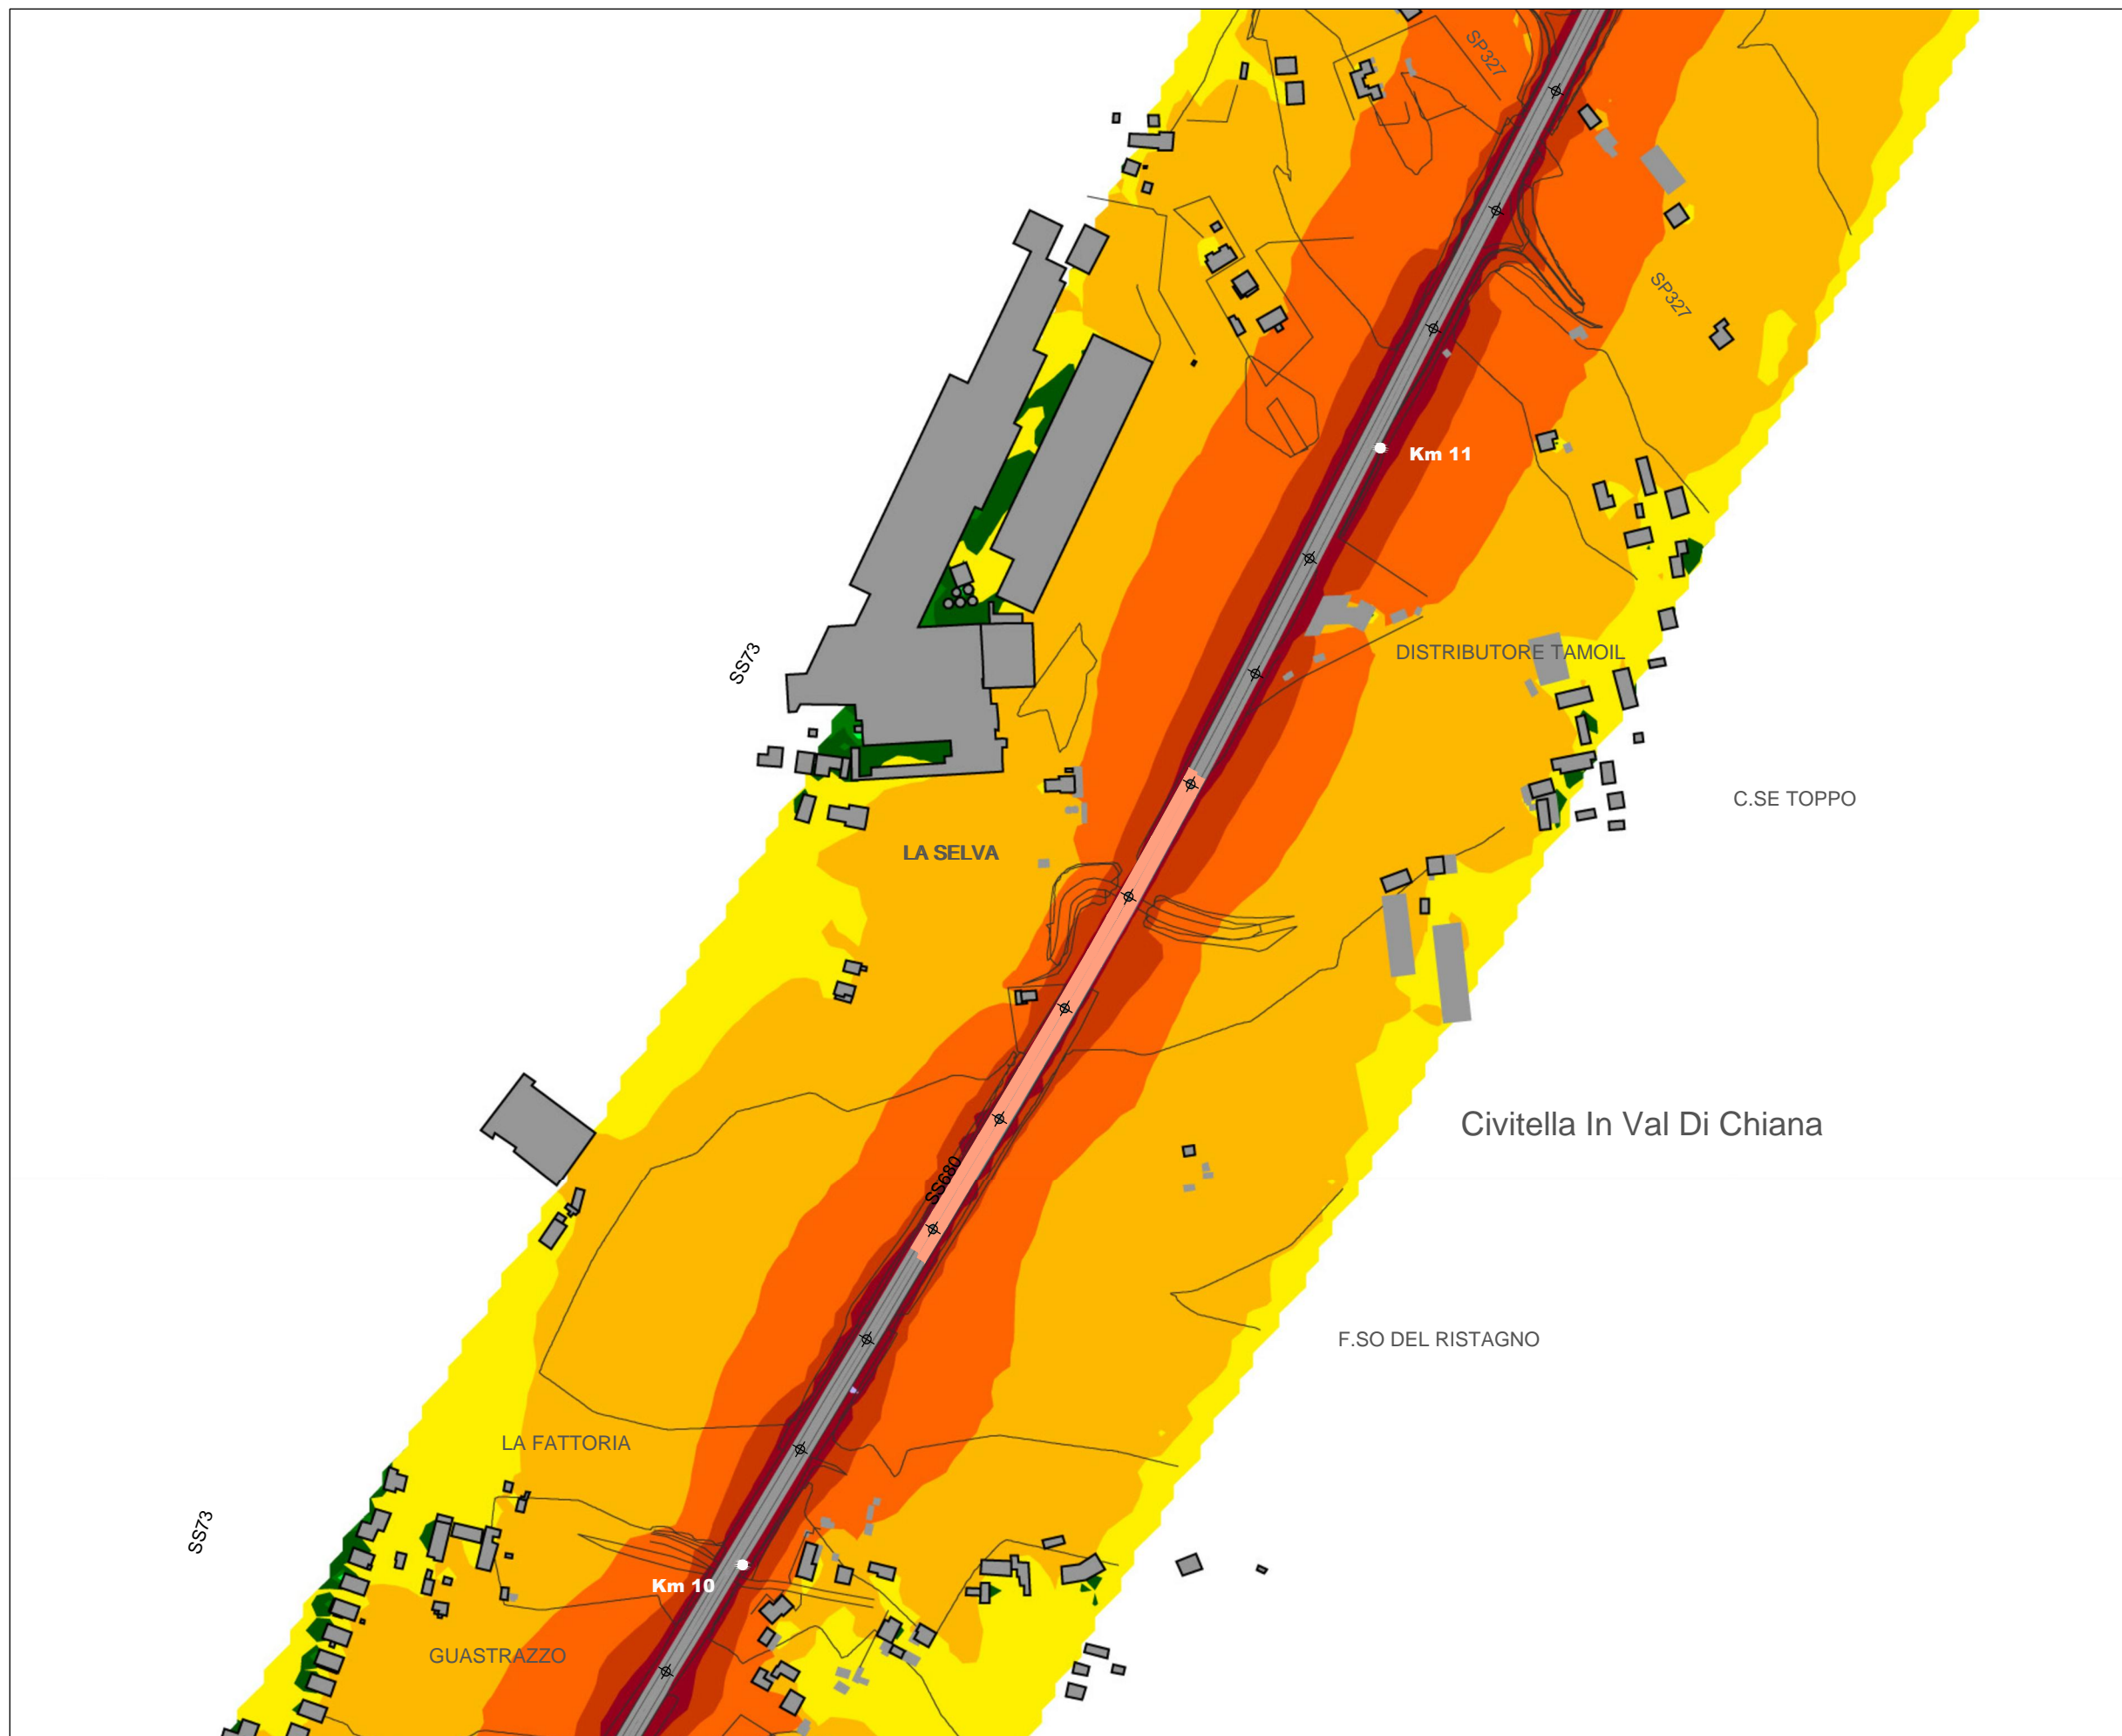 SP327
SP327
Km 11
SS73
DISTRIBUTORE TAMOIL
C.SE TOPPO
LA SELVA
Civitella In Val Di Chiana
SS680
F.SO DEL RISTAGNO
LA FATTORIA
SS73
Km 10
GUASTRAZZO